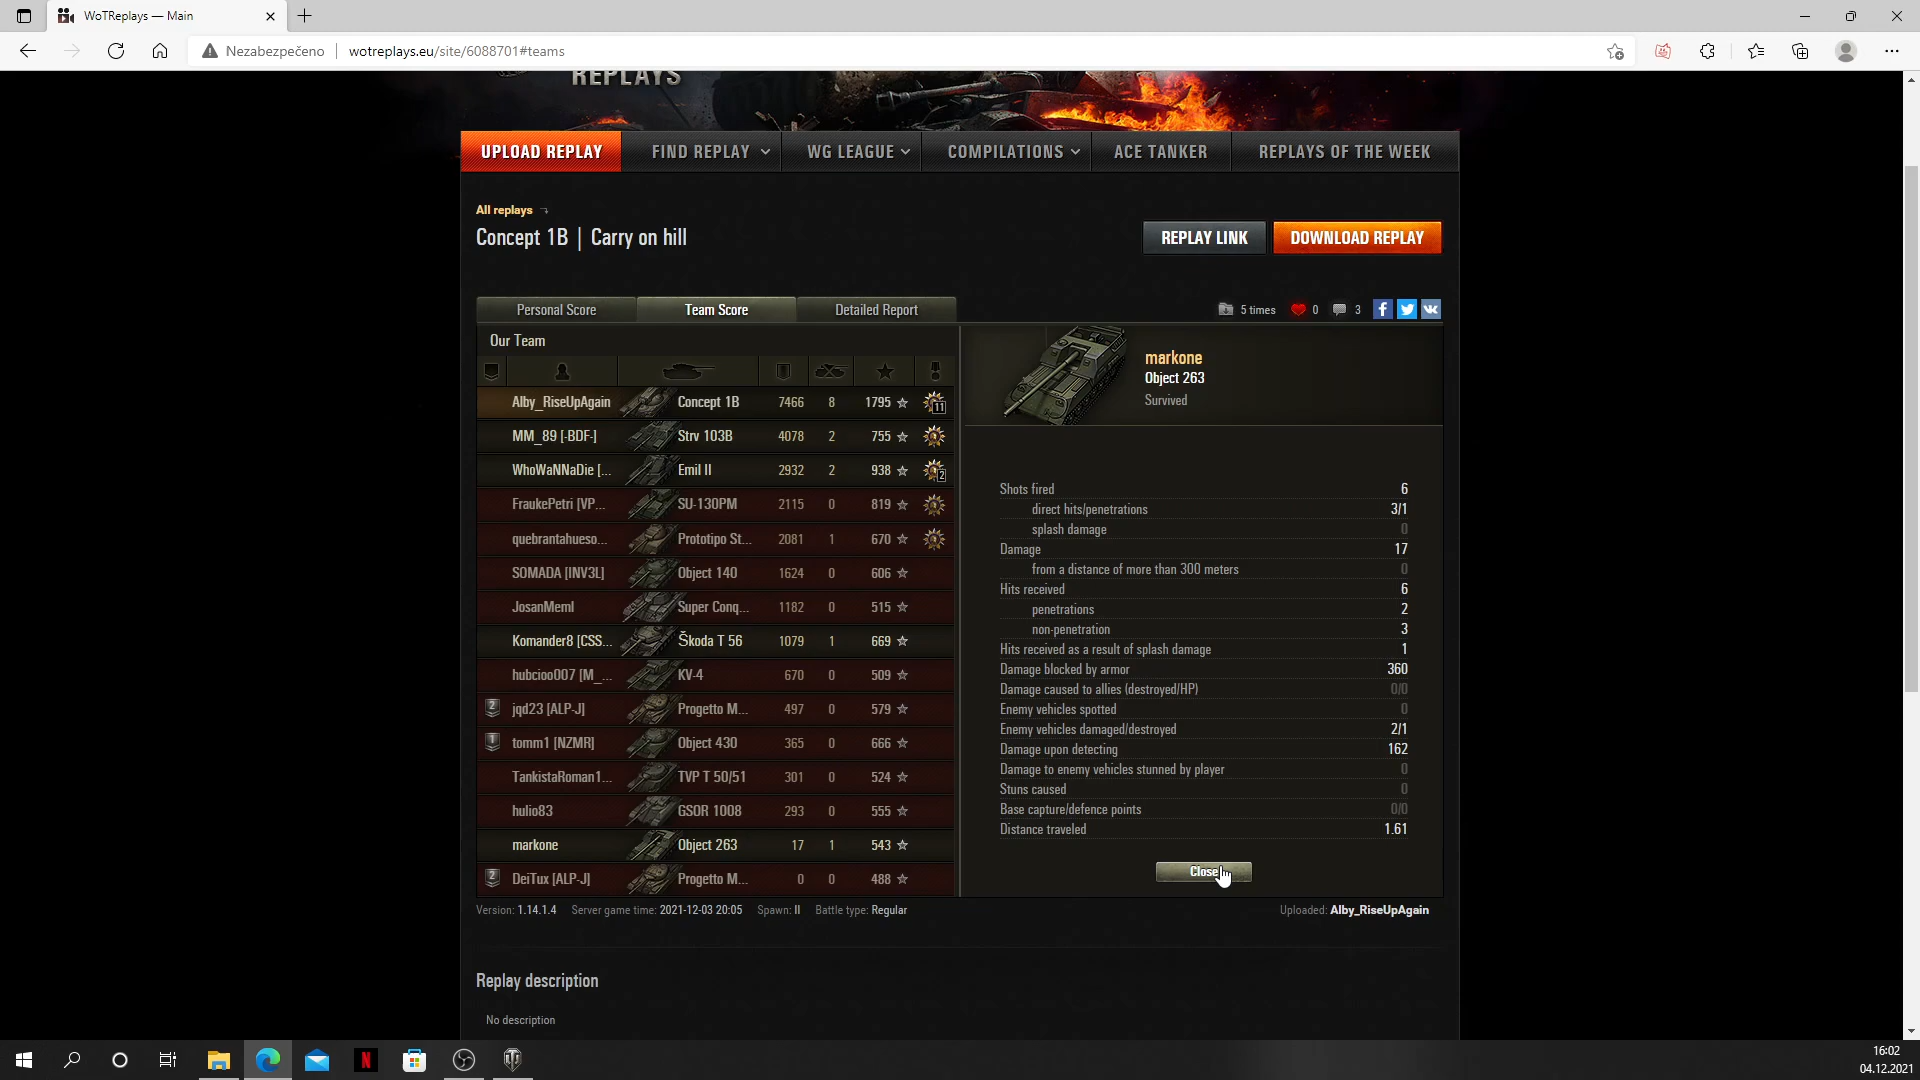 WoTReplays — Main
Nezabezpečeno
wotreplays.eu/site/6088701#teams
REPLAYS
UPLOAD REPLAY
FIND REPLAY
WG LEAGUE
COMPILATIONS
ACE TANKER
REPLAYS OF THE WEEK
All replays
Concept 1B | Carry on hill
REPLAY LINK
DOWNLOAD REPLAY
Personal Score
Team Score
Detailed Report
5 times
0
3
Our Team
Alby_RiseUpAgain Concept 1B 7466 8 1795 11
MM_89 [-BDF-] Strv 103B 4078 2 755
WhoWaNNaDie [... Emil II 2932 2 938 2
FraukePetri [VP... SU-130PM 2115 0 819
quebrantahueso... Prototipo St... 2081 1 670
SOMADA [INV3L] Object 140 1624 0 606
JosanMeml Super Conq... 1182 0 515
Komander8 [CSS... Škoda T 56 1079 1 669
hubcioo007 [M_... KV-4 670 0 509
2 jqd23 [ALP-J] Progetto M... 497 0 579
1 tomm1 [NZMR] Object 430 365 0 666
TankistaRoman1... TVP T 50/51 301 0 524
hulio83 GSOR 1008 293 0 555
markone Object 263 17 1 543
2 DeiTux [ALP-J] Progetto M... 0 0 488
markone
Object 263
Survived
Shots fired 6
direct hits/penetrations 3/1
splash damage 0
Damage 17
from a distance of more than 300 meters 0
Hits received 6
penetrations 2
non-penetration 3
Hits received as a result of splash damage 1
Damage blocked by armor 360
Damage caused to allies (destroyed/HP) 0/0
Enemy vehicles spotted 0
Enemy vehicles damaged/destroyed 2/1
Damage upon detecting 162
Damage to enemy vehicles stunned by player 0
Stuns caused 0
Base capture/defence points 0/0
Distance traveled 1.61
Close
Version: 1.14.1.4 Server game time: 2021-12-03 20:05 Spawn: II Battle type: Regular
Uploaded: Alby_RiseUpAgain
Replay description
No description
16:02
04.12.2021